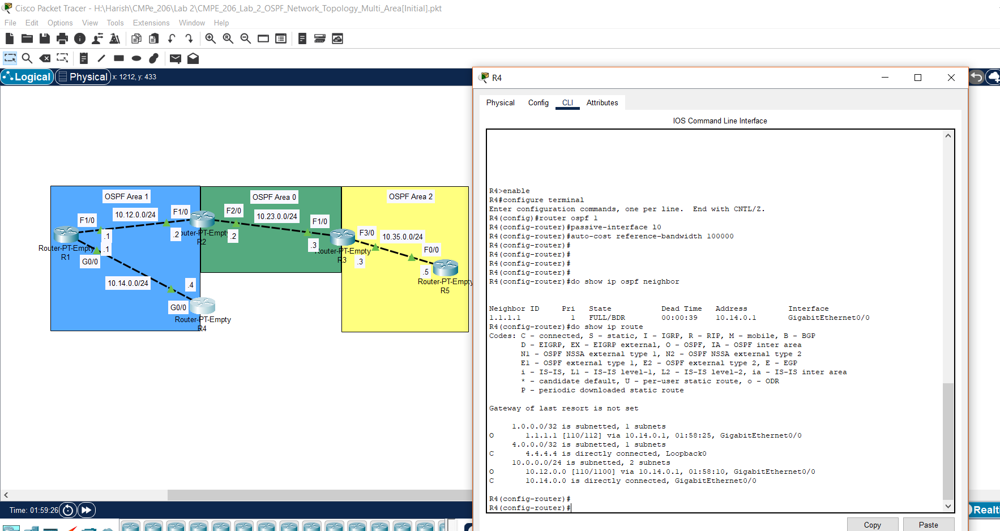 Cisco Packet Tracer - H:\Harish\CMPe_206\Lab 2\CMPE_206_Lab_2_OSPF_Network_Topology_Multi_Area[Initial].pkt
File Edit Options View Tools Extensions Window Help
Logical Physical x: 1212, y: 433
OSPF Area 1
OSPF Area 0
OSPF Area 2
F1/0
10.12.0.0/24
F1/0
F2/0
10.23.0.0/24
F1/0
F3/0
10.35.0.0/24
F0/0
.1
.1
.2
.2
.3
.3
.5
Router-PT-Empty
R1
Router-PT-Empty
R2
Router-PT-Empty
R3
Router-PT-Empty
R5
G0/0
10.14.0.0/24
.4
G0/0
Router-PT-Empty
R4
Time: 01:59:26
Realti
R4
Physical Config CLI Attributes
IOS Command Line Interface
R4>enable
R4#configure terminal
Enter configuration commands, one per line. End with CNTL/Z.
R4(config)#router ospf 1
R4(config-router)#passive-interface l0
R4(config-router)#auto-cost reference-bandwidth 100000
R4(config-router)#
R4(config-router)#
R4(config-router)#
R4(config-router)#
R4(config-router)#do show ip ospf neighbor
Neighbor ID Pri State Dead Time Address Interface
1.1.1.1 1 FULL/BDR 00:00:39 10.14.0.1 GigabitEthernet0/0
R4(config-router)#do show ip route
Codes: C - connected, S - static, I - IGRP, R - RIP, M - mobile, B - BGP
D - EIGRP, EX - EIGRP external, O - OSPF, IA - OSPF inter area
N1 - OSPF NSSA external type 1, N2 - OSPF NSSA external type 2
E1 - OSPF external type 1, E2 - OSPF external type 2, E - EGP
i - IS-IS, L1 - IS-IS level-1, L2 - IS-IS level-2, ia - IS-IS inter area
* - candidate default, U - per-user static route, o - ODR
P - periodic downloaded static route
Gateway of last resort is not set
1.0.0.0/32 is subnetted, 1 subnets
O 1.1.1.1 [110/112] via 10.14.0.1, 01:58:25, GigabitEthernet0/0
4.0.0.0/32 is subnetted, 1 subnets
C 4.4.4.4 is directly connected, Loopback0
10.0.0.0/24 is subnetted, 2 subnets
O 10.12.0.0 [110/1100] via 10.14.0.1, 01:58:10, GigabitEthernet0/0
C 10.14.0.0 is directly connected, GigabitEthernet0/0
R4(config-router)#
R4(config-router)#
Copy Paste